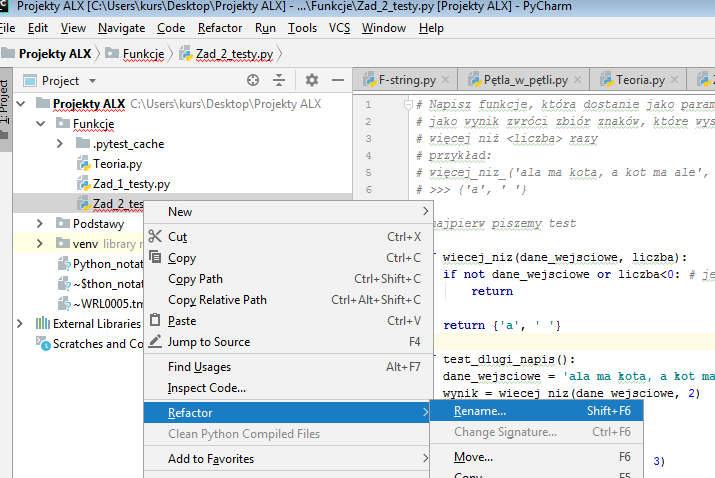 Projekty ALX [C:\Users\kurs\Desktop\Projekty ALX] - ...\Funkcje\Zad_2_testy.py [Projekty ALX] - PyCharm
File Edit View Navigate Code Refactor Run Tools VCS Window Help
Projekty ALX Funkcje Zad_2_testy.py
1: Project
Project
F-string.py Pętla_w_pętli.py Teoria.py
Projekty ALX C:\Users\kurs\Desktop\Projekty ALX
Funkcje
.pytest_cache
Teoria.py
Zad_1_testy.py
Zad_2_testy
Podstawy
venv library
Python_notat
~$thon_notat
~WRL0005.tm
External Libraries
Scratches and Co
1 # Napisz funkcje, która dostanie jako param
2 # jako wynik zwróci zbiór znaków, które wys
3 # więcej niż <liczba> razy
4 # przykład:
5 # więcej_niz_('ala ma kota, a kot ma ale',
6 # >>> {'a', ' '}
najpierw piszemy test
wiecej_niz(dane_wejsciowe, liczba):
if not dane_wejsciowe or liczba<0: # je
return
return {'a', ' '}
test_dlugi_napis():
dane_wejsciowe = 'ala ma kota, a kot ma
wynik = wiecej_niz(dane_wejsciowe, 2)
3)
New
Cut Ctrl+X
Copy Ctrl+C
Copy Path Ctrl+Shift+C
Copy Relative Path Ctrl+Alt+Shift+C
Paste Ctrl+V
Jump to Source F4
Find Usages Alt+F7
Inspect Code...
Refactor
Clean Python Compiled Files
Add to Favorites
Rename... Shift+F6
Change Signature... Ctrl+F6
Move... F6
Copy... F5